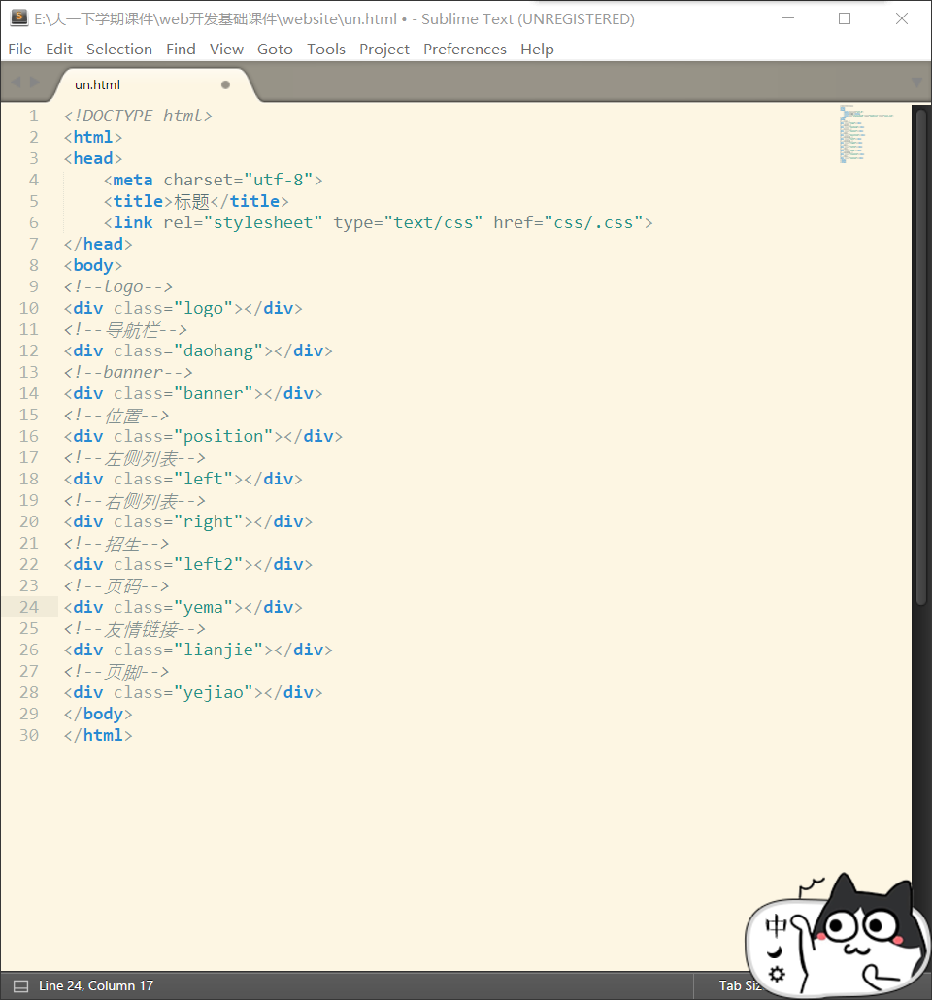 E:\大一下学期课件\web开发基础课件\website\un.html • - Sublime Text (UNREGISTERED)
File Edit Selection Find View Goto Tools Project Preferences Help
un.html
1 <!DOCTYPE html>
2 <html>
3 <head>
4 <meta charset="utf-8">
5 <title>标题</title>
6 <link rel="stylesheet" type="text/css" href="css/.css">
7 </head>
8 <body>
9 <!--logo-->
10 <div class="logo"></div>
11 <!--导航栏-->
12 <div class="daohang"></div>
13 <!--banner-->
14 <div class="banner"></div>
15 <!--位置-->
16 <div class="position"></div>
17 <!--左侧列表-->
18 <div class="left"></div>
19 <!--右侧列表-->
20 <div class="right"></div>
21 <!--招生-->
22 <div class="left2"></div>
23 <!--页码-->
24 <div class="yema"></div>
25 <!--友情链接-->
26 <div class="lianjie"></div>
27 <!--页脚-->
28 <div class="yejiao"></div>
29 </body>
30 </html>
中
Line 24, Column 17
Tab Siz